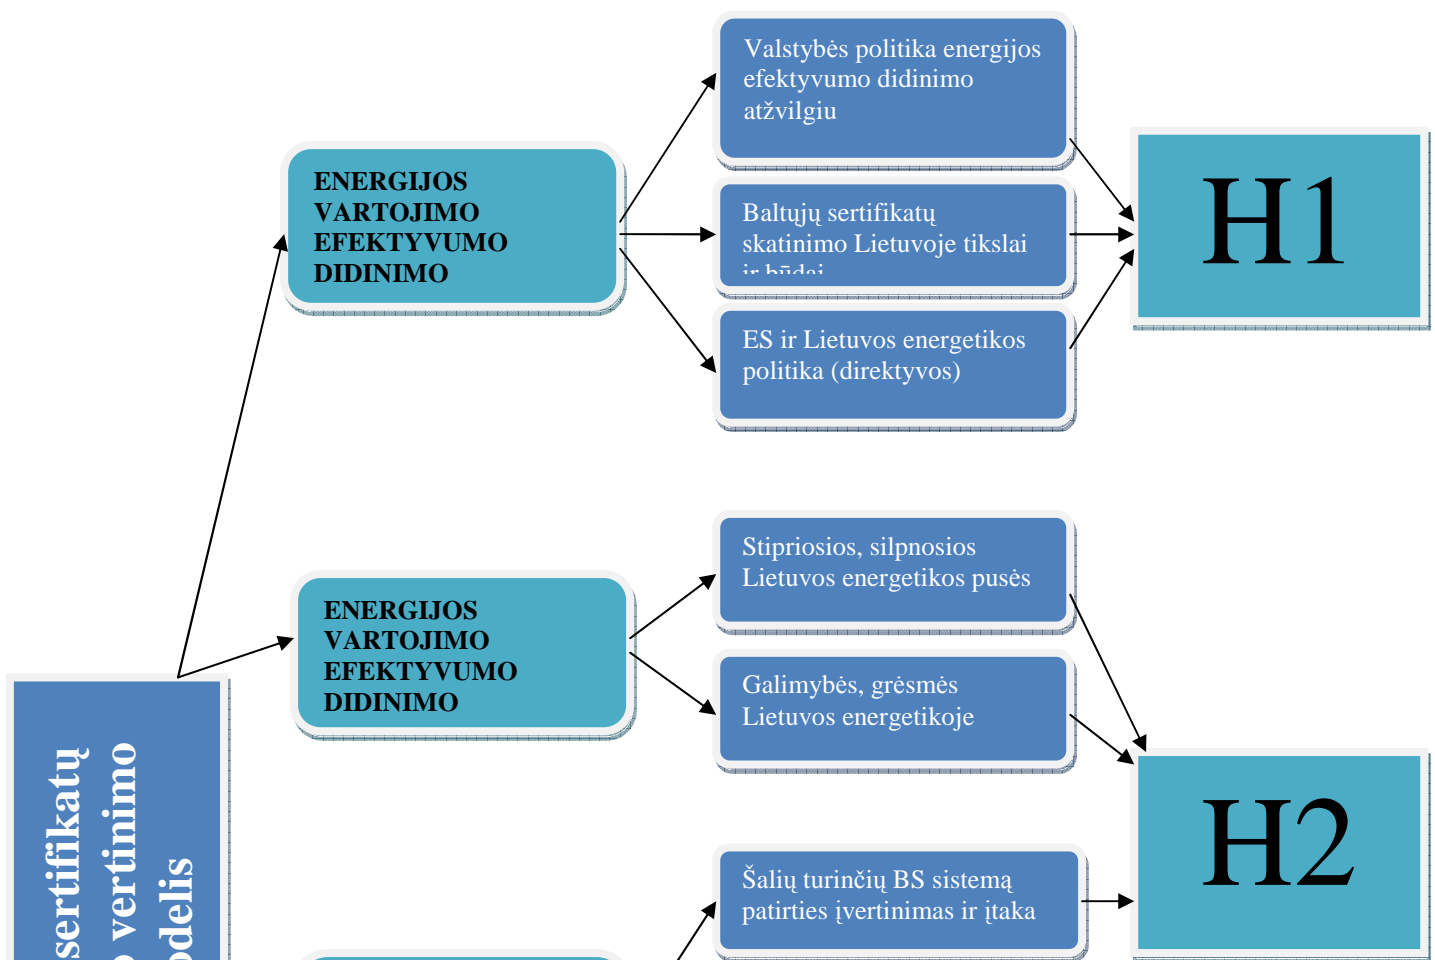 Valstybės politika energijos
efektyvumo didinimo
atžvilgiu
ENERGIJOS
VARTOJIMO
EFEKTYVUMO
DIDINIMO
Baltųjų sertifikatų
skatinimo Lietuvoje tikslai
ir būdai
ES ir Lietuvos energetikos
politika (direktyvos)
H1
Stipriosios, silpnosios
Lietuvos energetikos pusės
ENERGIJOS
VARTOJIMO
EFEKTYVUMO
DIDINIMO
Galimybės, grėsmės
Lietuvos energetikoje
H2
Šalių turinčių BS sistemą
patirties įvertinimas ir įtaka
sertifikatų
vertinimo